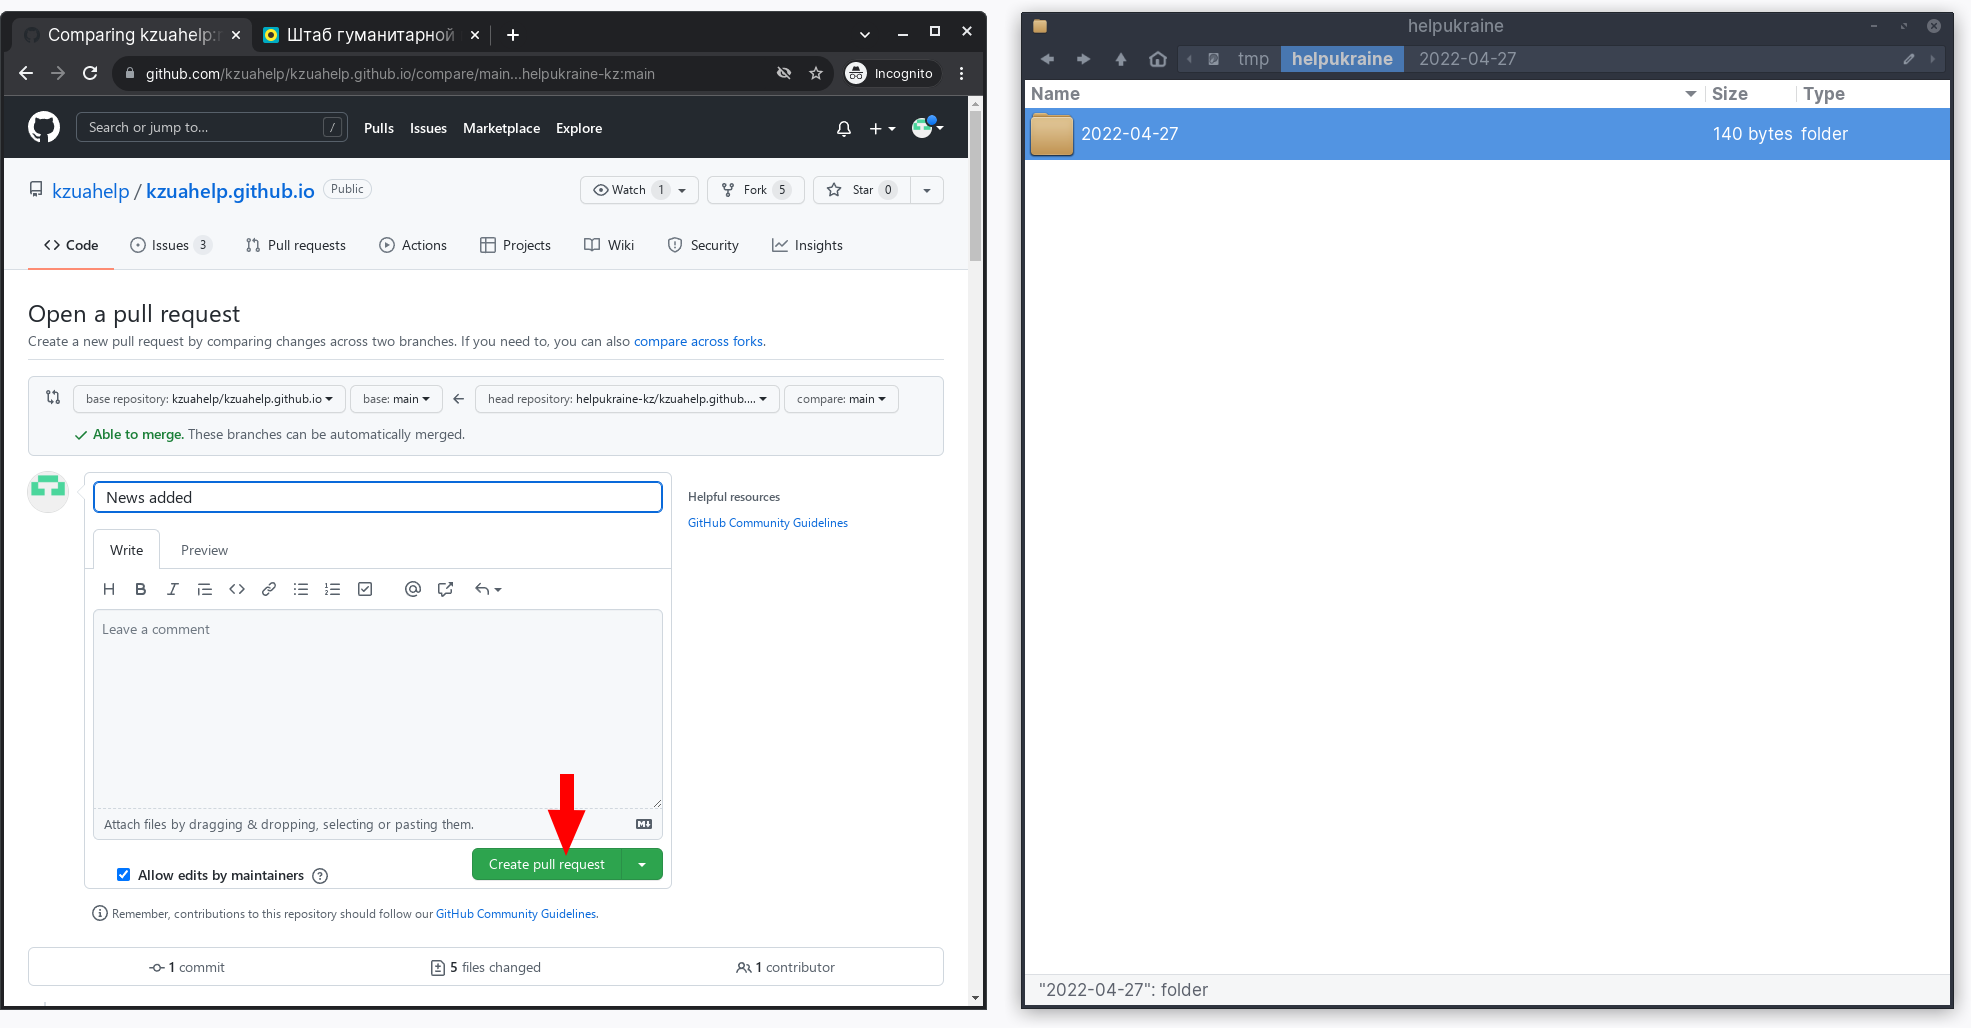 Comparing kzuahelp:
Штаб гуманитарной
github.com/kzuahelp/kzuahelp.github.io/compare/main...helpukraine-kz:main
Incognito
Search or jump to...
/
Pulls
Issues
Marketplace
Explore
kzuahelp / kzuahelp.github.io
Public
Watch 1
Fork 5
Star 0
Code
Issues 3
Pull requests
Actions
Projects
Wiki
Security
Insights
Open a pull request
Create a new pull request by comparing changes across two branches. If you need to, you can also compare across forks.
base repository: kzuahelp/kzuahelp.github.io
base: main
head repository: helpukraine-kz/kzuahelp.github....
compare: main
Able to merge. These branches can be automatically merged.
News added
Helpful resources
GitHub Community Guidelines
Write
Preview
Leave a comment
Attach files by dragging & dropping, selecting or pasting them.
Create pull request
Allow edits by maintainers
Remember, contributions to this repository should follow our GitHub Community Guidelines.
1 commit
5 files changed
1 contributor
helpukraine
tmp
helpukraine
2022-04-27
Name
Size
Type
2022-04-27
140 bytes
folder
"2022-04-27": folder